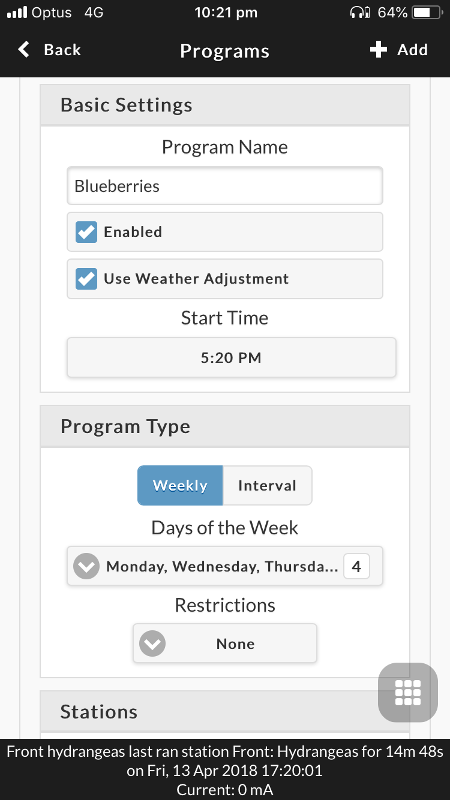 Optus 4G 10:21 pm 64%
Back Programs Add
Basic Settings
Program Name
Blueberries
Enabled
Use Weather Adjustment
Start Time
5:20 PM
Program Type
Weekly Interval
Days of the Week
Monday, Wednesday, Thursda... 4
Restrictions
None
Stations
Front hydrangeas last ran station Front: Hydrangeas for 14m 48s
on Fri, 13 Apr 2018 17:20:01
Current: 0 mA